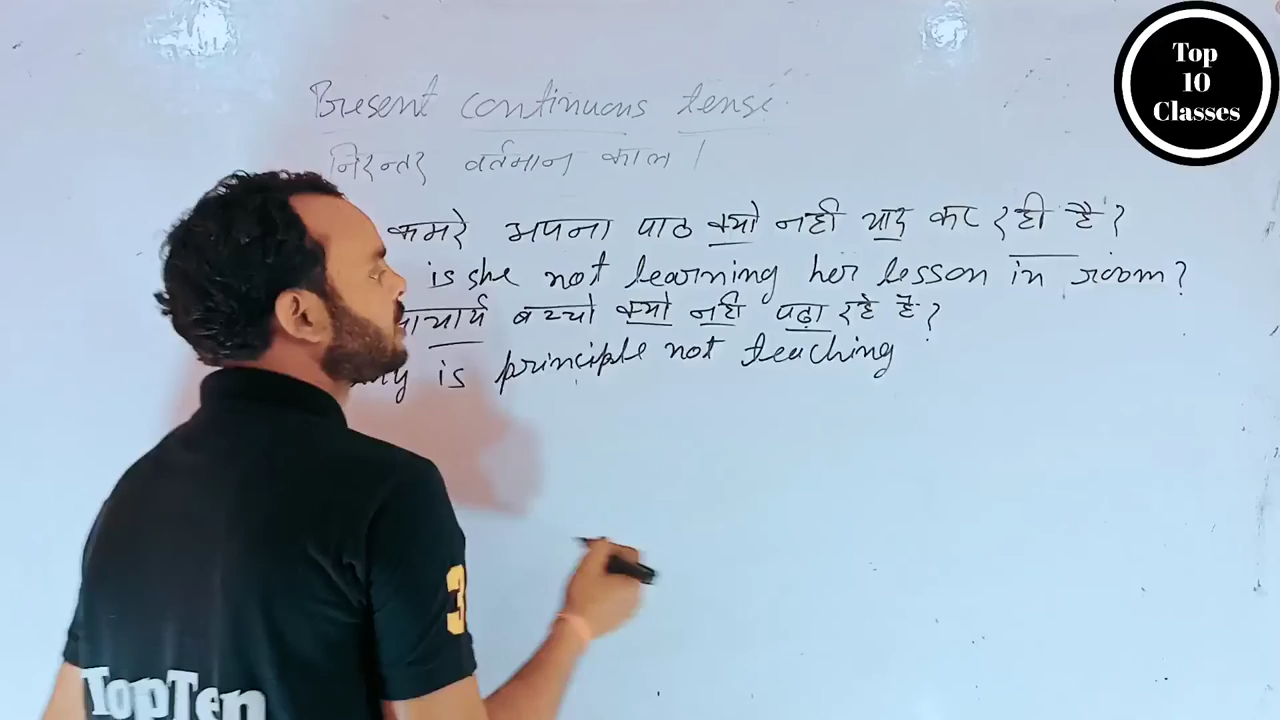 Present continuous tense
निरन्तर वर्तमान काल।
कमरे अपना पाठ क्यो नही याद कर रही है?
is she not learning her lesson in room?
बच्चो क्यो नही पढ़ा रहे है?
is principle not teaching
Top
10
Classes
3
TopTen